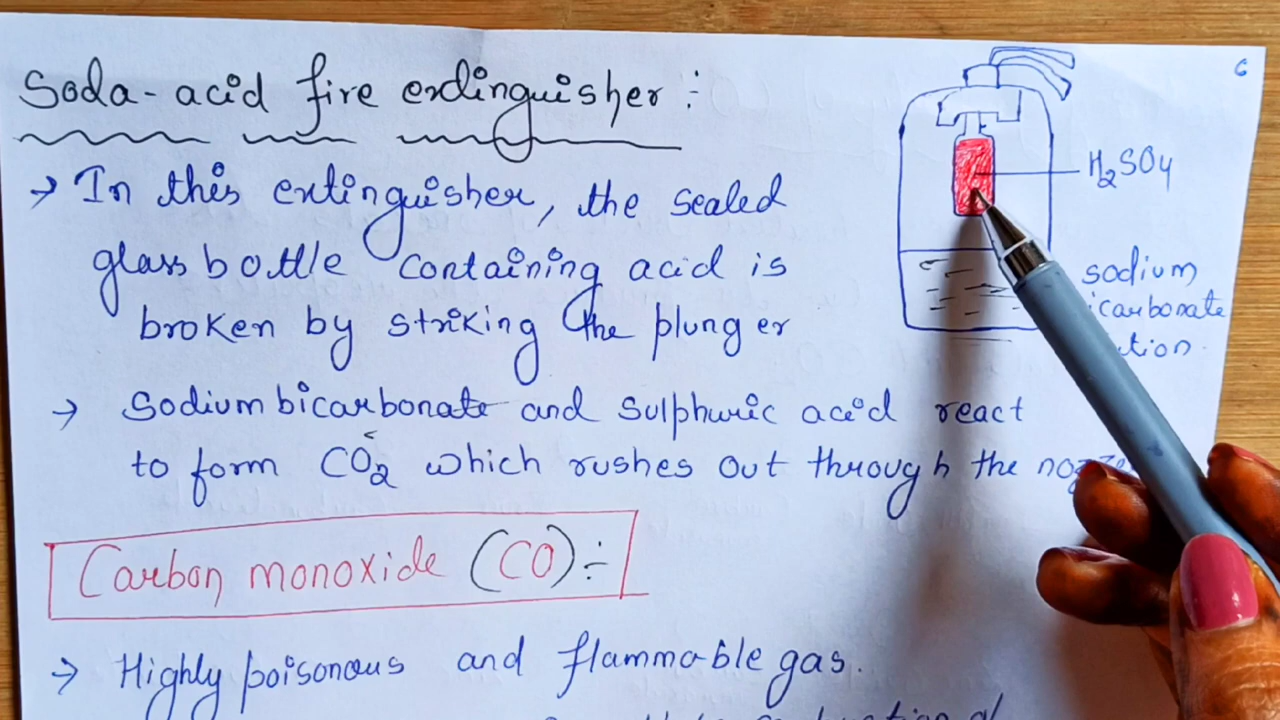 6
Soda-acid fire extinguisher :-
→ In this extinguisher, the sealed
glass bottle containing acid is
broken by striking the plunger
→ Sodium bicarbonate and sulphuric acid react
to form CO2 which rushes out through the
H2SO4
sodium
icarbonate
tion.
Carbon monoxide (CO) :-
→ Highly poisonous and flammable gas.